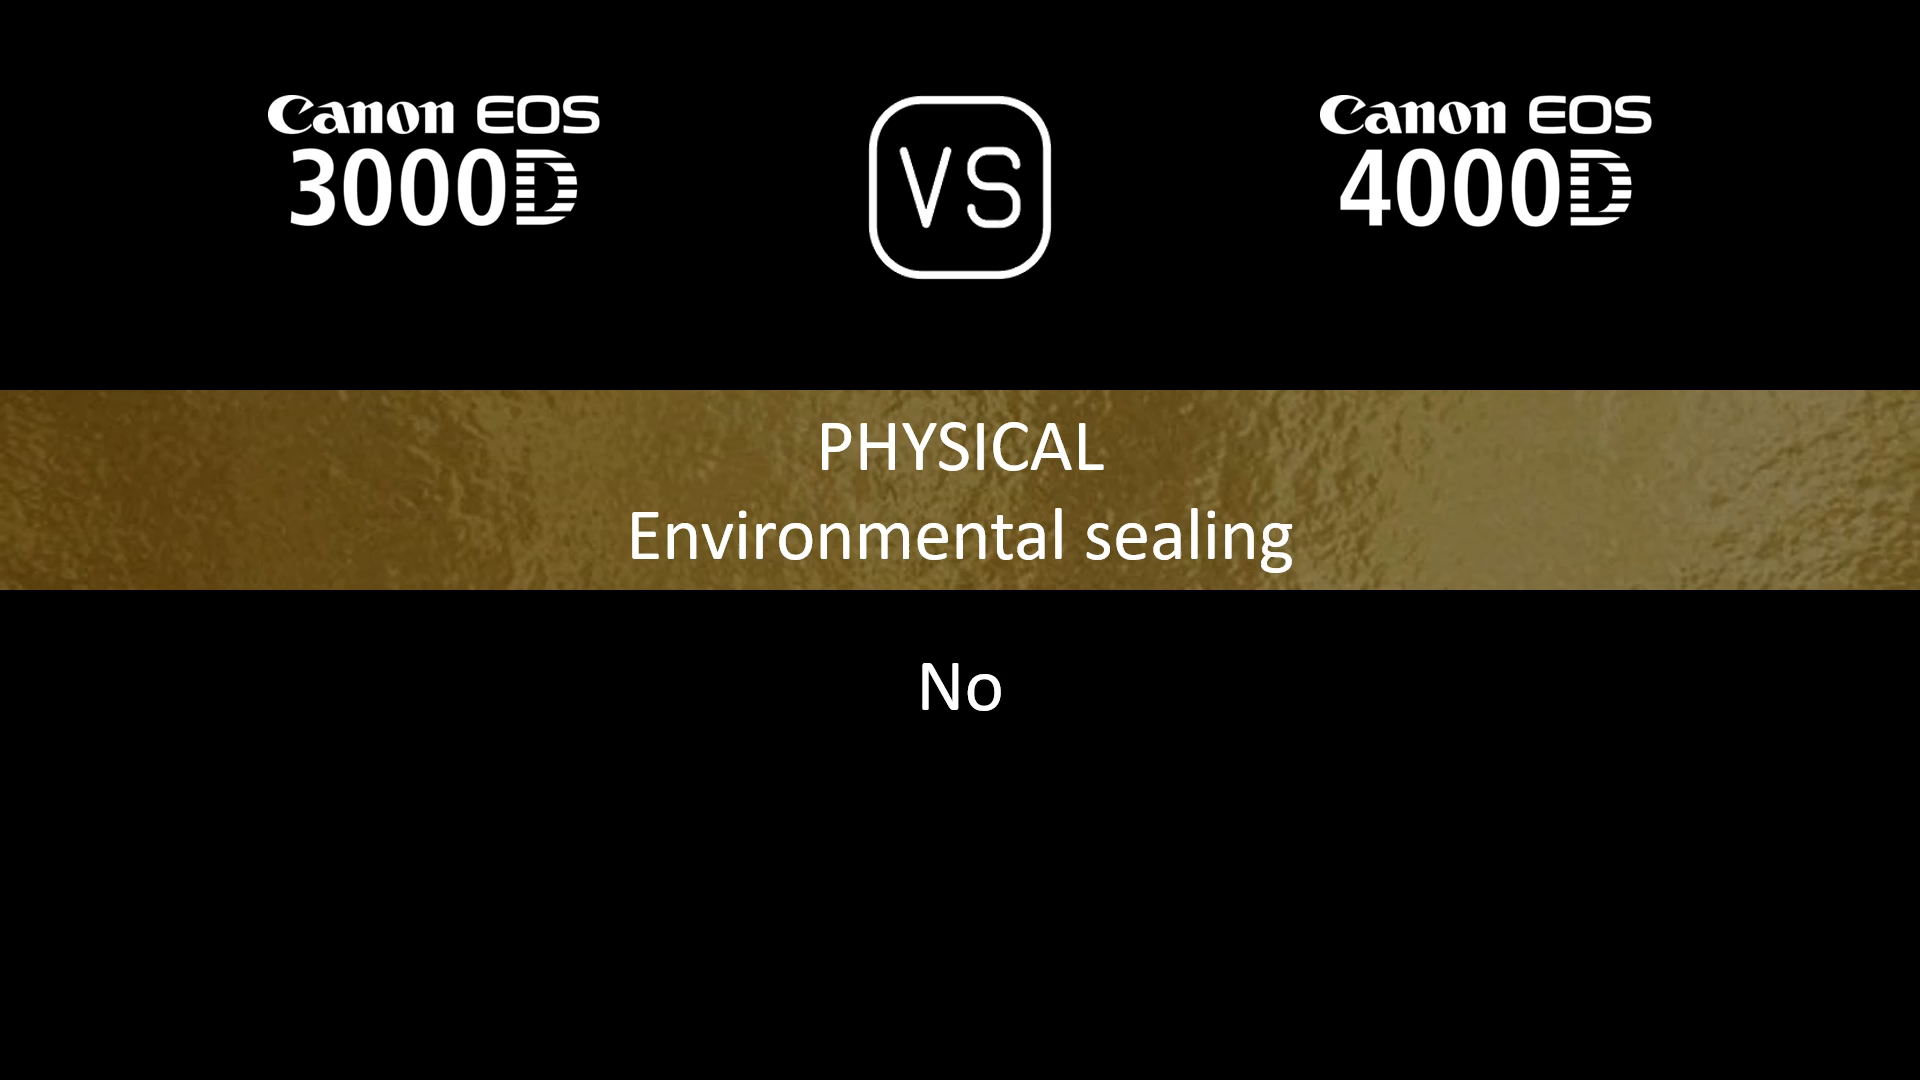 Canon EOS
3000D
VS
Canon EOS
4000D
PHYSICAL
Environmental sealing
No